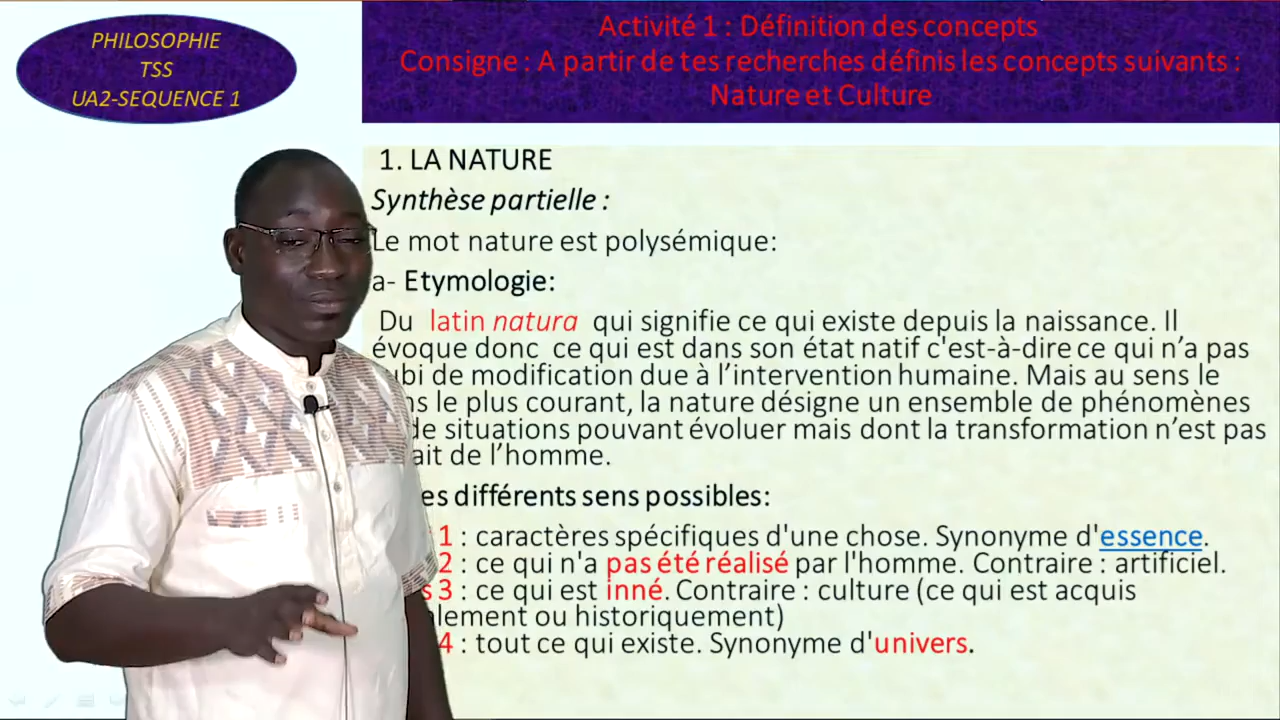 PHILOSOPHIE
TSS
UA2-SEQUENCE 1
Activité 1 : Définition des concepts
Consigne : A partir de tes recherches définis les concepts suivants :
Nature et Culture
1. LA NATURE
Synthèse partielle :
Le mot nature est polysémique:
a- Etymologie:
Du latin natura qui signifie ce qui existe depuis la naissance. Il
évoque donc ce qui est dans son état natif c'est-à-dire ce qui n'a pas
de modification due à l'intervention humaine. Mais au sens le
le plus courant, la nature désigne un ensemble de phénomènes
de situations pouvant évoluer mais dont la transformation n'est pas
de l'homme.
différents sens possibles:
1 : caractères spécifiques d'une chose. Synonyme d'essence.
2 : ce qui n'a pas été réalisé par l'homme. Contraire : artificiel.
3 : ce qui est inné. Contraire : culture (ce qui est acquis
ou historiquement)
4 : tout ce qui existe. Synonyme d'univers.